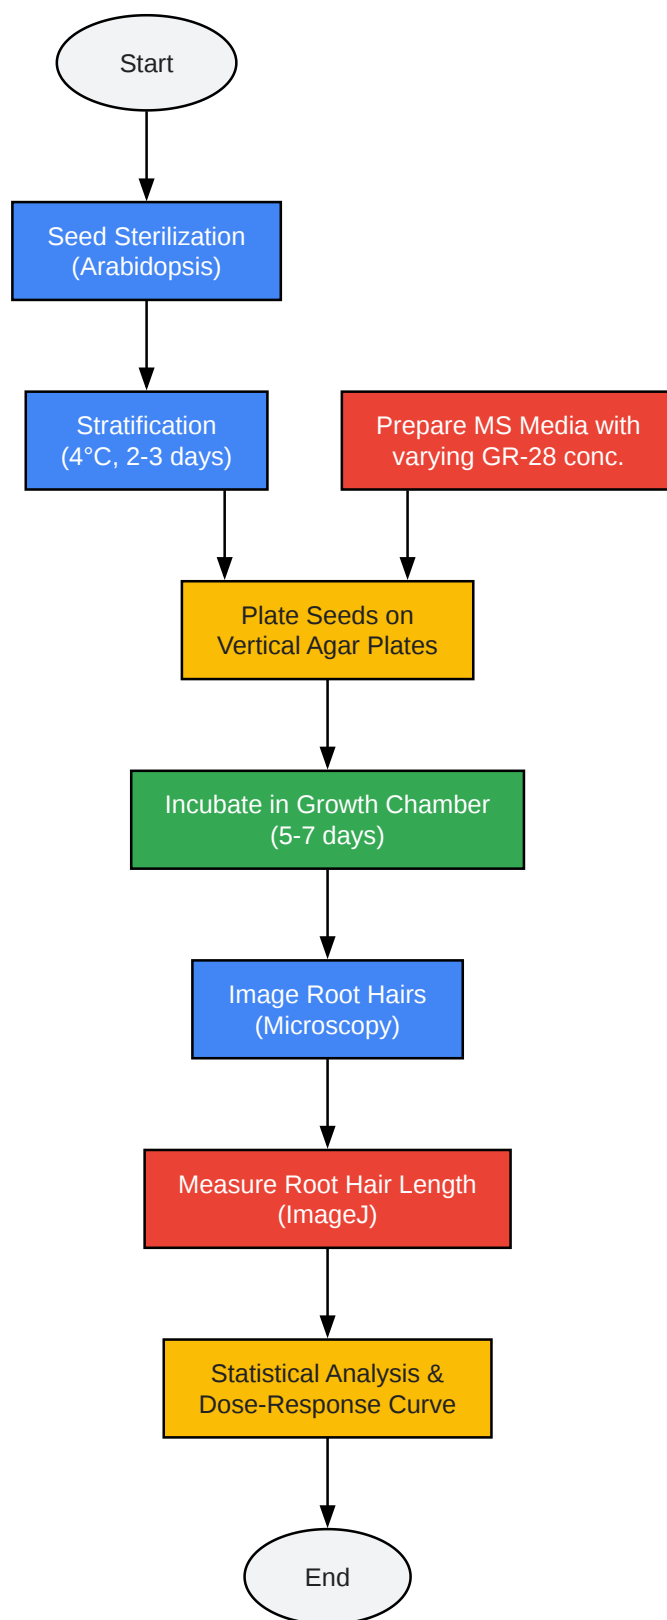 Start
Seed Sterilization
(Arabidopsis)
Stratification
(4°C, 2-3 days)
Prepare MS Media with
varying GR-28 conc.
Plate Seeds on
Vertical Agar Plates
Incubate in Growth Chamber
(5-7 days)
Image Root Hairs
(Microscopy)
Measure Root Hair Length
(ImageJ)
Statistical Analysis &
Dose-Response Curve
End